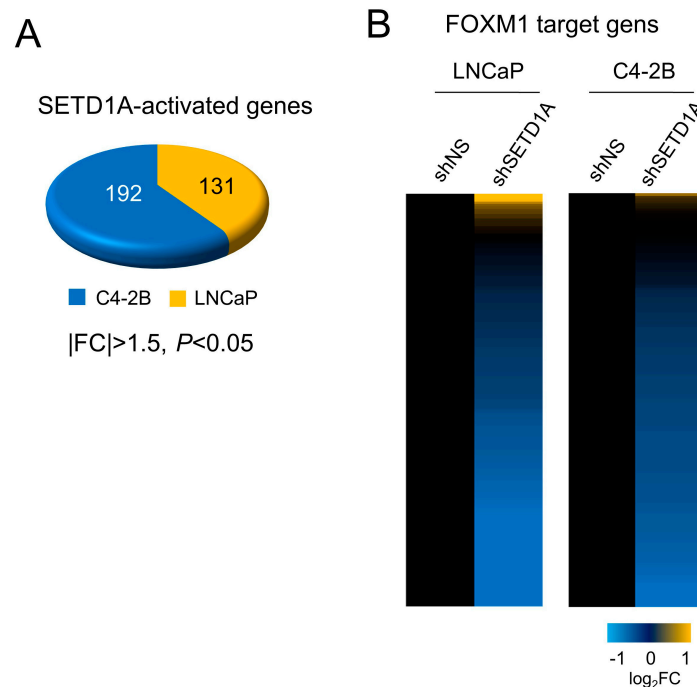 A
SETD1A-activated genes
192
131
C4-2B
LNCaP
|FC|>1.5, P<0.05
B
FOXM1 target gens
LNCaP
C4-2B
shNS
shSETD1A
shNS
shSETD1A
-1 0 1
log₂FC